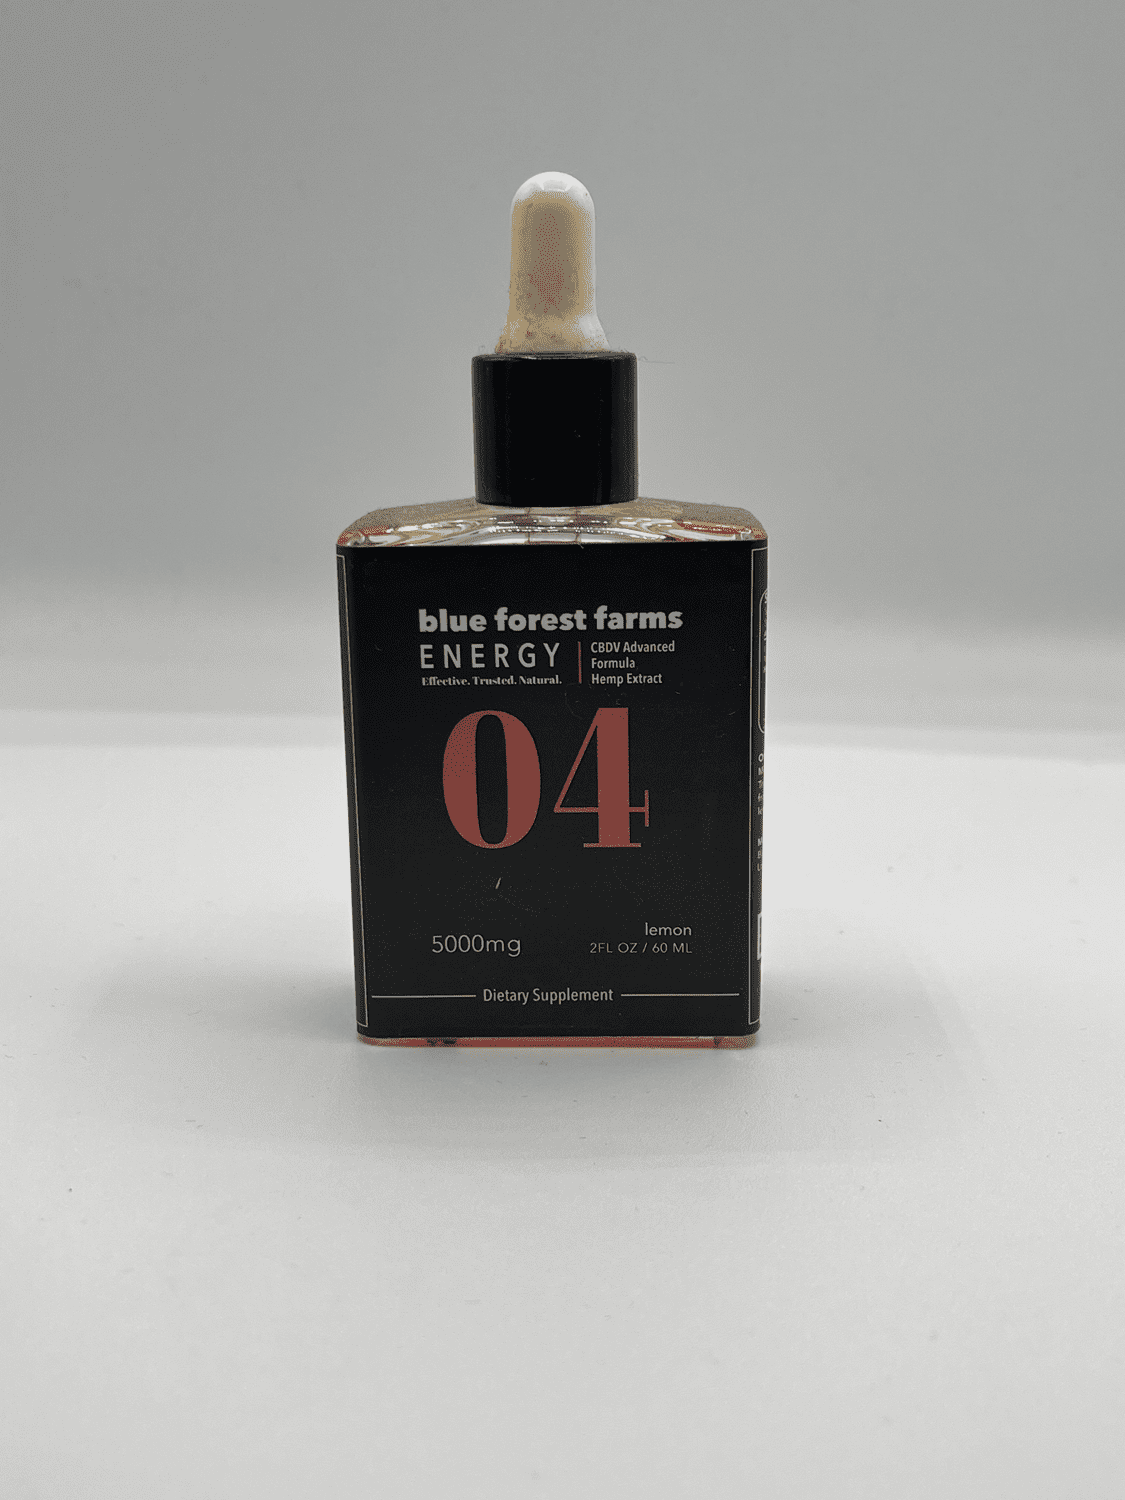 blue forest farms
ENERGY
Effective. Trusted. Natural.
CBDV Advanced
Formula
Hemp Extract
04
5000mg
lemon
2FL OZ / 60 ML
Dietary Supplement